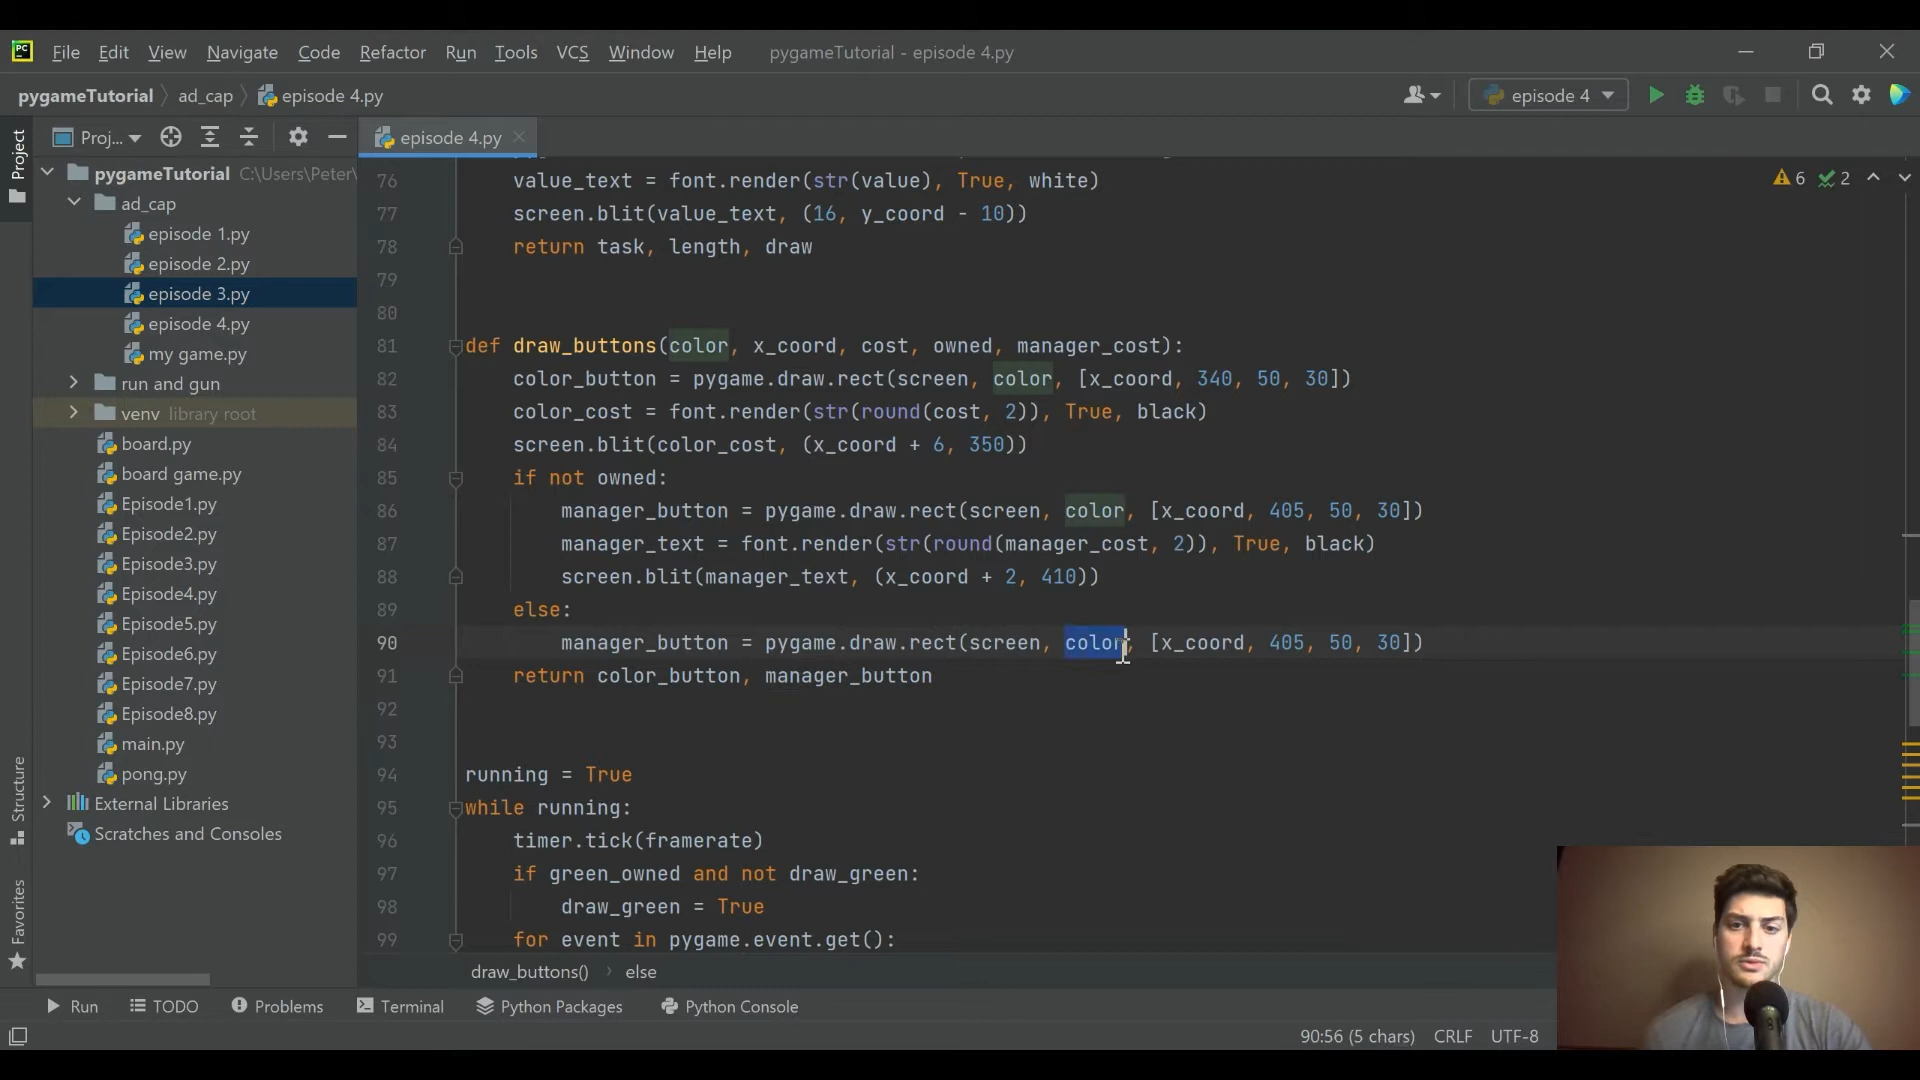 PC File Edit View Navigate Code Refactor Run Tools VCS Window Help pygameTutorial - episode 4.py
pygameTutorial ad_cap episode 4.py episode 4
Project
Proj... episode 4.py
pygameTutorial C:\Users\Peter\
ad_cap
episode 1.py
episode 2.py
episode 3.py
episode 4.py
my game.py
run and gun
venv library root
board.py
board game.py
Episode1.py
Episode2.py
Episode3.py
Episode4.py
Episode5.py
Episode6.py
Episode7.py
Episode8.py
main.py
pong.py
External Libraries
Scratches and Consoles
Structure
Favorites
6 2
76 value_text = font.render(str(value), True, white)
77 screen.blit(value_text, (16, y_coord - 10))
78 return task, length, draw
79
80
81 def draw_buttons(color, x_coord, cost, owned, manager_cost):
82 color_button = pygame.draw.rect(screen, color, [x_coord, 340, 50, 30])
83 color_cost = font.render(str(round(cost, 2)), True, black)
84 screen.blit(color_cost, (x_coord + 6, 350))
85 if not owned:
86 manager_button = pygame.draw.rect(screen, color, [x_coord, 405, 50, 30])
87 manager_text = font.render(str(round(manager_cost, 2)), True, black)
88 screen.blit(manager_text, (x_coord + 2, 410))
89 else:
90 manager_button = pygame.draw.rect(screen, color, [x_coord, 405, 50, 30])
91 return color_button, manager_button
92
93
94 running = True
95 while running:
96 timer.tick(framerate)
97 if green_owned and not draw_green:
98 draw_green = True
99 for event in pygame.event.get():
draw_buttons() else
Run TODO Problems Terminal Python Packages Python Console
90:56 (5 chars) CRLF UTF-8